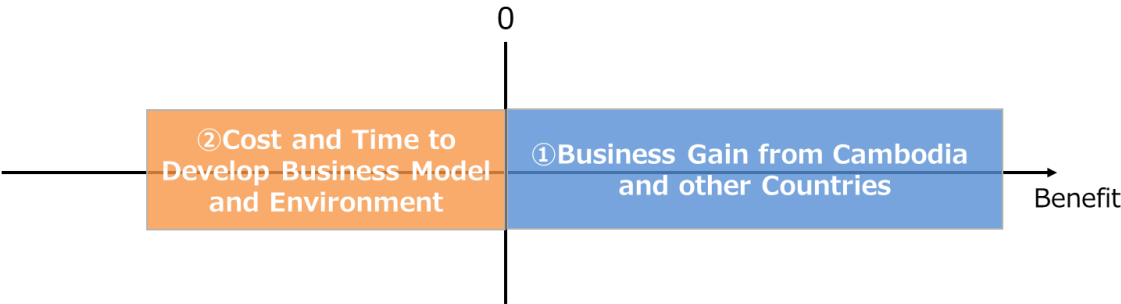 0
②Cost and Time to
Develop Business Model
and Environment
①Business Gain from Cambodia
and other Countries
Benefit